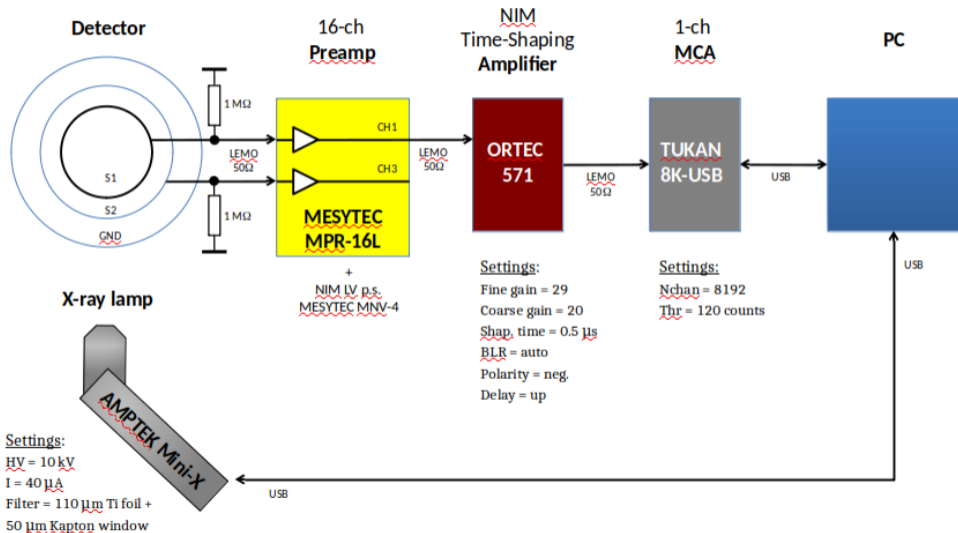 Detector
16-ch
Preamp
NIM
Time-Shaping
Amplifier
1-ch
MCA
PC
1 MΩ
CH1
LEMO
50Ω
LEMO
50Ω
CH3
S1
S2
GND
1 MΩ
MESYTEC
MPR-16L
ORTEC
571
LEMO
50Ω
TUKAN
8K-USB
USB
+
NIM LV p.s.
MESYTEC MNV-4
Settings:
Fine gain = 29
Coarse gain = 20
Shap. time = 0.5 µs
BLR = auto
Polarity = neg.
Delay = up
Settings:
Nchan = 8192
Thr = 120 counts
USB
X-ray lamp
AMPTEK Mini-X
Settings:
HV = 10 kV
I = 40 µA
Filter = 110 µm Ti foil +
50 µm Kapton window
USB